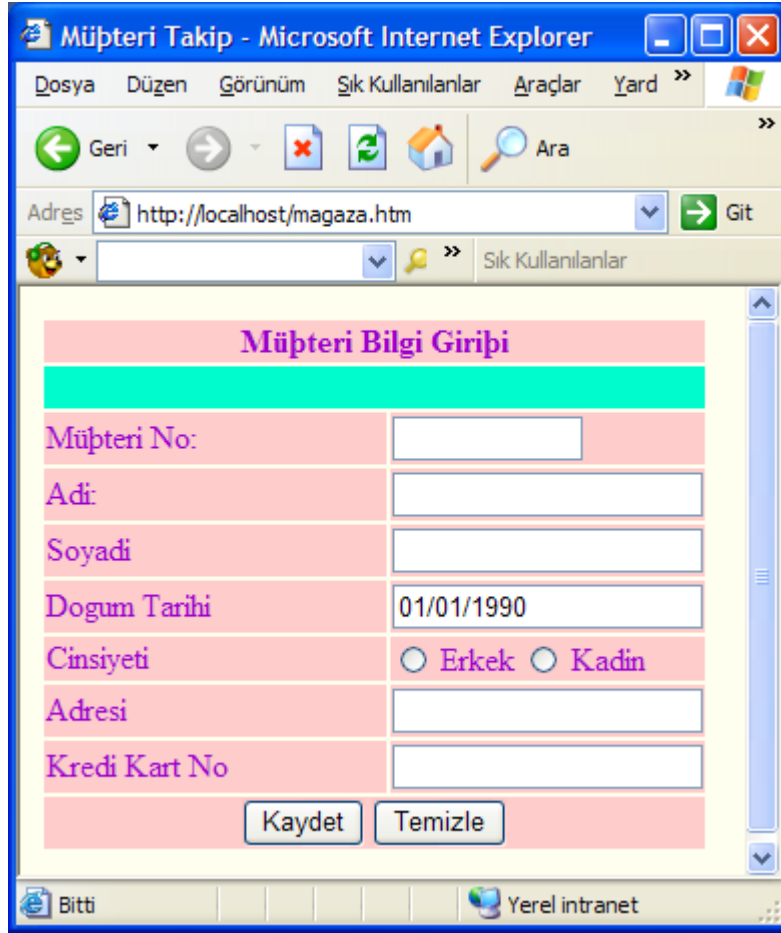 Müþteri Takip - Microsoft Internet Explorer
Dosya Düzen Görünüm Sık Kullanılanlar Araçlar Yard »
Geri Ara »
Adres http://localhost/magaza.htm Git
» Sık Kullanılanlar
Müþteri Bilgi Giriþi
Müþteri No:
Adi:
Soyadi
Dogum Tarihi 01/01/1990
Cinsiyeti Erkek Kadin
Adresi
Kredi Kart No
Kaydet Temizle
Bitti Yerel intranet